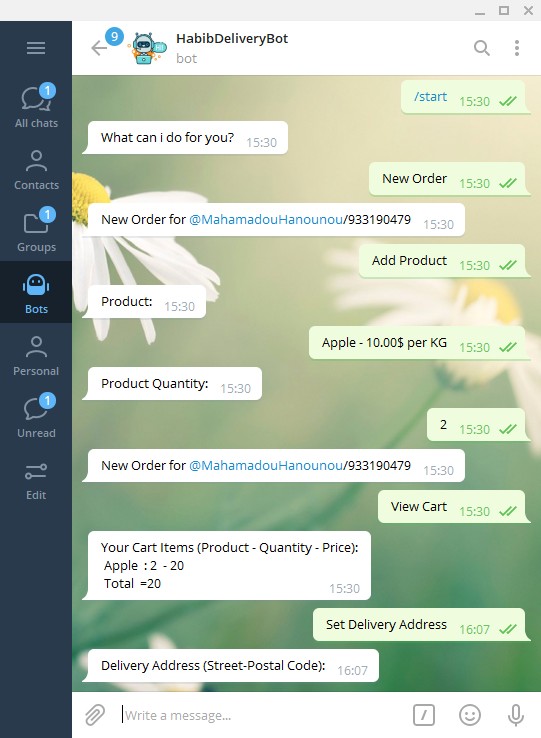 9
HabibDeliveryBot
bot
1
All chats
Contacts
1
Groups
Bots
Personal
1
Unread
Edit
/start 15:30
What can i do for you? 15:30
New Order 15:30
New Order for @MahamadouHanounou/933190479 15:30
Add Product 15:30
Product: 15:30
Apple - 10.00$ per KG 15:30
Product Quantity: 15:30
2 15:30
New Order for @MahamadouHanounou/933190479 15:30
View Cart 15:30
Your Cart Items (Product - Quantity - Price):
Apple : 2 - 20
Total =20
15:30
Set Delivery Address 16:07
Delivery Address (Street-Postal Code): 16:07
Write a message...